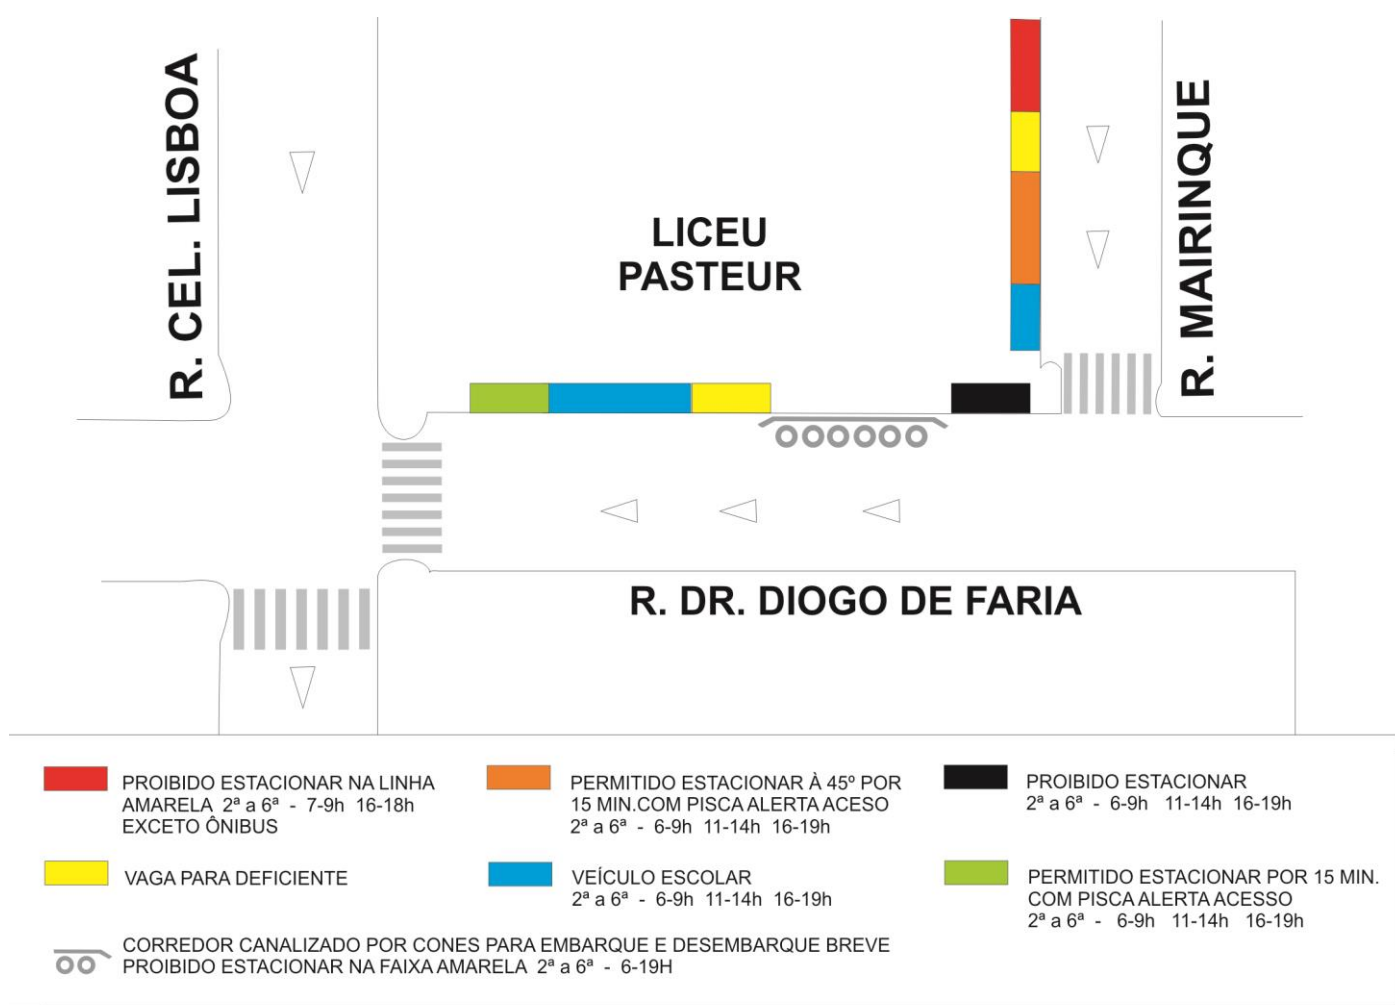 R. CEL. LISBOA
LICEU
PASTEUR
R. MAIRINQUE
R. DR. DIOGO DE FARIA
PROIBIDO ESTACIONAR NA LINHA
AMARELA 2ª a 6ª - 7-9h 16-18h
EXCETO ÔNIBUS
PERMITIDO ESTACIONAR À 45º POR
15 MIN.COM PISCA ALERTA ACESO
2ª a 6ª - 6-9h 11-14h 16-19h
PROIBIDO ESTACIONAR
2ª a 6ª - 6-9h 11-14h 16-19h
VAGA PARA DEFICIENTE
VEÍCULO ESCOLAR
2ª a 6ª - 6-9h 11-14h 16-19h
PERMITIDO ESTACIONAR POR 15 MIN.
COM PISCA ALERTA ACESSO
2ª a 6ª - 6-9h 11-14h 16-19h
CORREDOR CANALIZADO POR CONES PARA EMBARQUE E DESEMBARQUE BREVE
PROIBIDO ESTACIONAR NA FAIXA AMARELA 2ª a 6ª - 6-19H